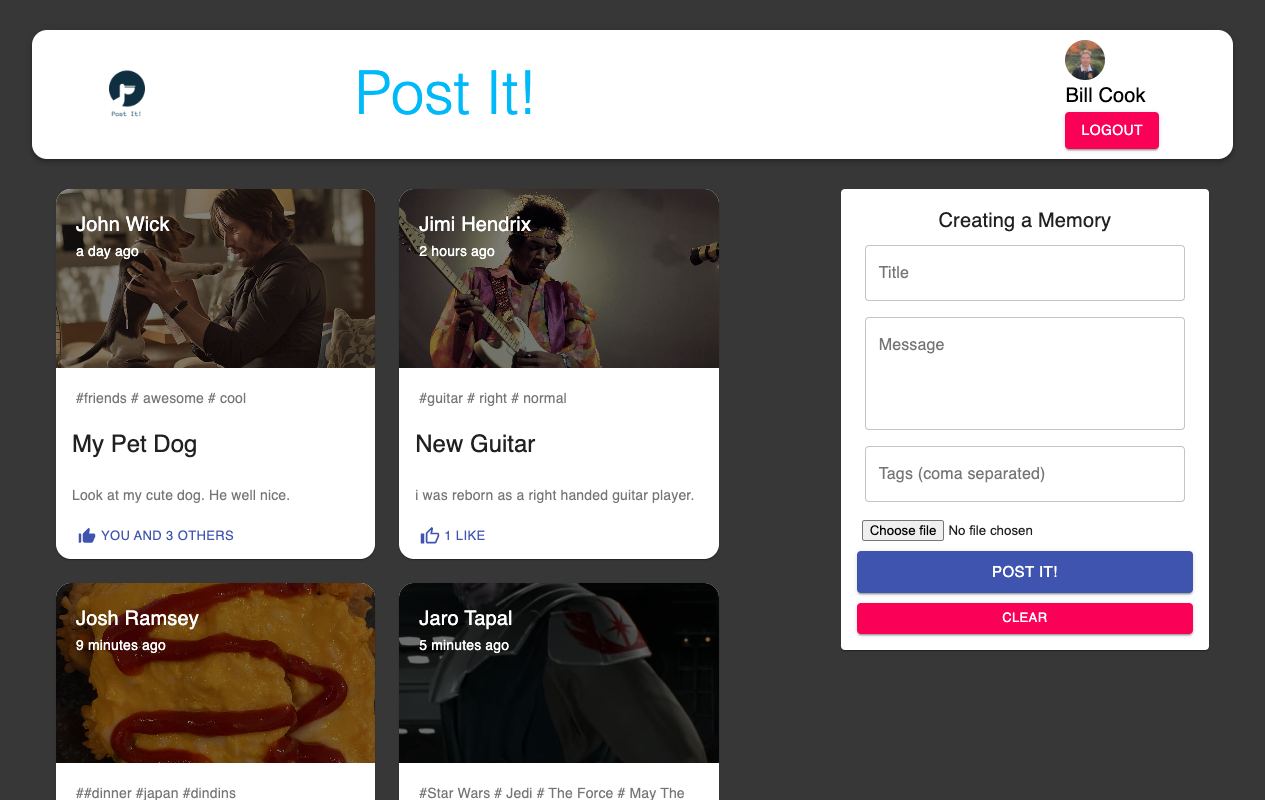 Post It!
Post It!
Bill Cook
LOGOUT
John Wick
a day ago
#friends # awesome # cool
My Pet Dog
Look at my cute dog. He well nice.
YOU AND 3 OTHERS
Jimi Hendrix
2 hours ago
#guitar # right # normal
New Guitar
i was reborn as a right handed guitar player.
1 LIKE
Josh Ramsey
9 minutes ago
##dinner #japan #dindins
Jaro Tapal
5 minutes ago
#Star Wars # Jedi # The Force # May The
Creating a Memory
Title
Message
Tags (coma separated)
Choose file No file chosen
POST IT!
CLEAR